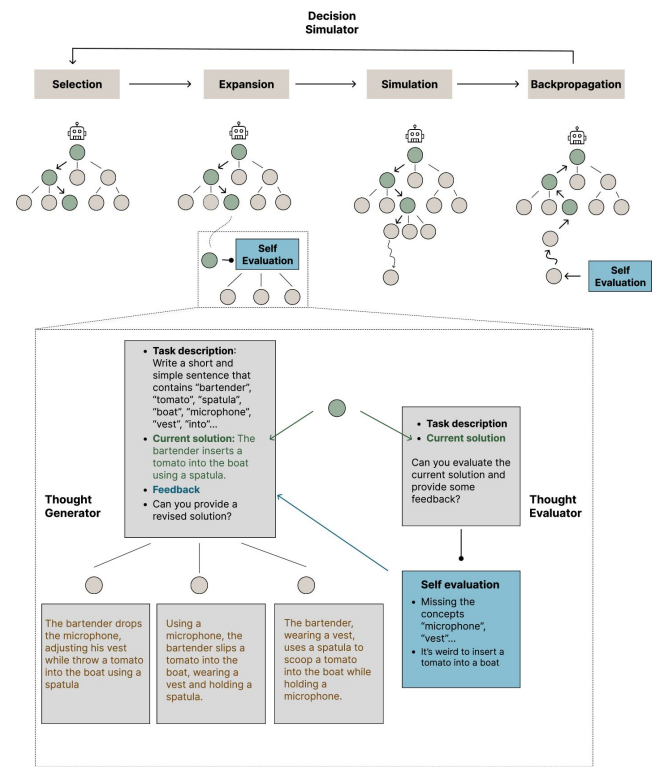 Decision
Simulator
Selection
Expansion
Simulation
Backpropagation
Self
Evaluation
Self
Evaluation
• Task description:
Write a short and
simple sentence that
contains “bartender”,
“tomato”, “spatula”,
“boat”, “microphone”,
“vest”, “into”...
• Current solution: The
bartender inserts a
tomato into the boat
using a spatula.
• Feedback
• Can you provide a
revised solution?
• Task description
• Current solution
Can you evaluate the
current solution and
provide some
feedback?
Thought
Generator
Thought
Evaluator
Self evaluation
• Missing the
concepts
“microphone”,
“vest”...
• It's weird to insert a
tomato into a boat
The bartender drops
the microphone,
adjusting his vest
while throw a tomato
into the boat using a
spatula
Using a
microphone, the
bartender slips a
tomato into the
boat, wearing a
vest and holding a
spatula.
The bartender,
wearing a vest,
uses a spatula to
scoop a tomato
into the boat while
holding a
microphone.